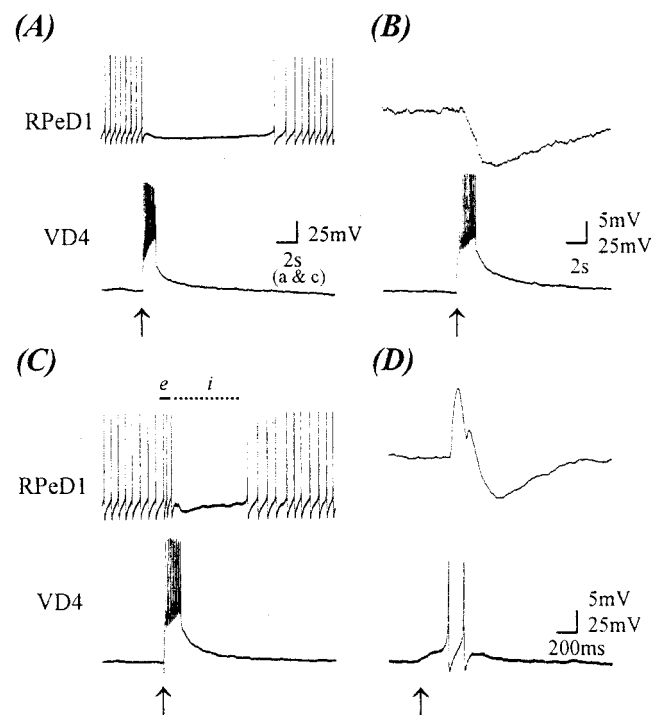 (A)
(B)
RPeD1
VD4
25mV
2s
(a & c)
5mV
25mV
2s
(C)
(D)
e
i
RPeD1
VD4
5mV
25mV
200ms